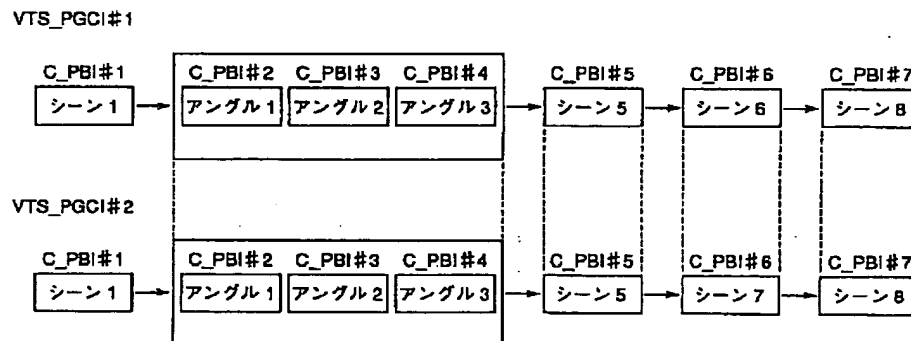 VTS_PGCI#1
C_PBI#1 C_PBI#2 C_PBI#3 C_PBI#4 C_PBI#5 C_PBI#6 C_PBI#7
シーン1 アングル1 アングル2 アングル3 シーン5 シーン6 シーン8
VTS_PGCI#2
C_PBI#1 C_PBI#2 C_PBI#3 C_PBI#4 C_PBI#5 C_PBI#6 C_PBI#7
シーン1 アングル1 アングル2 アングル3 シーン5 シーン7 シーン8